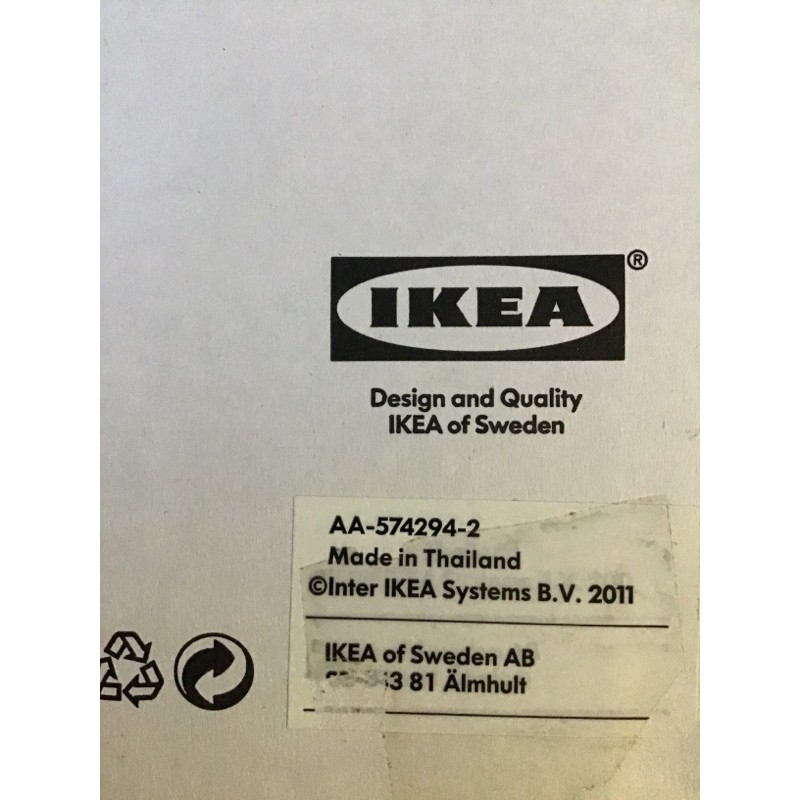 IKEA®
Design and Quality
IKEA of Sweden
AA-574294-2
Made in Thailand
©Inter IKEA Systems B.V. 2011
IKEA of Sweden AB
81 Älmhult